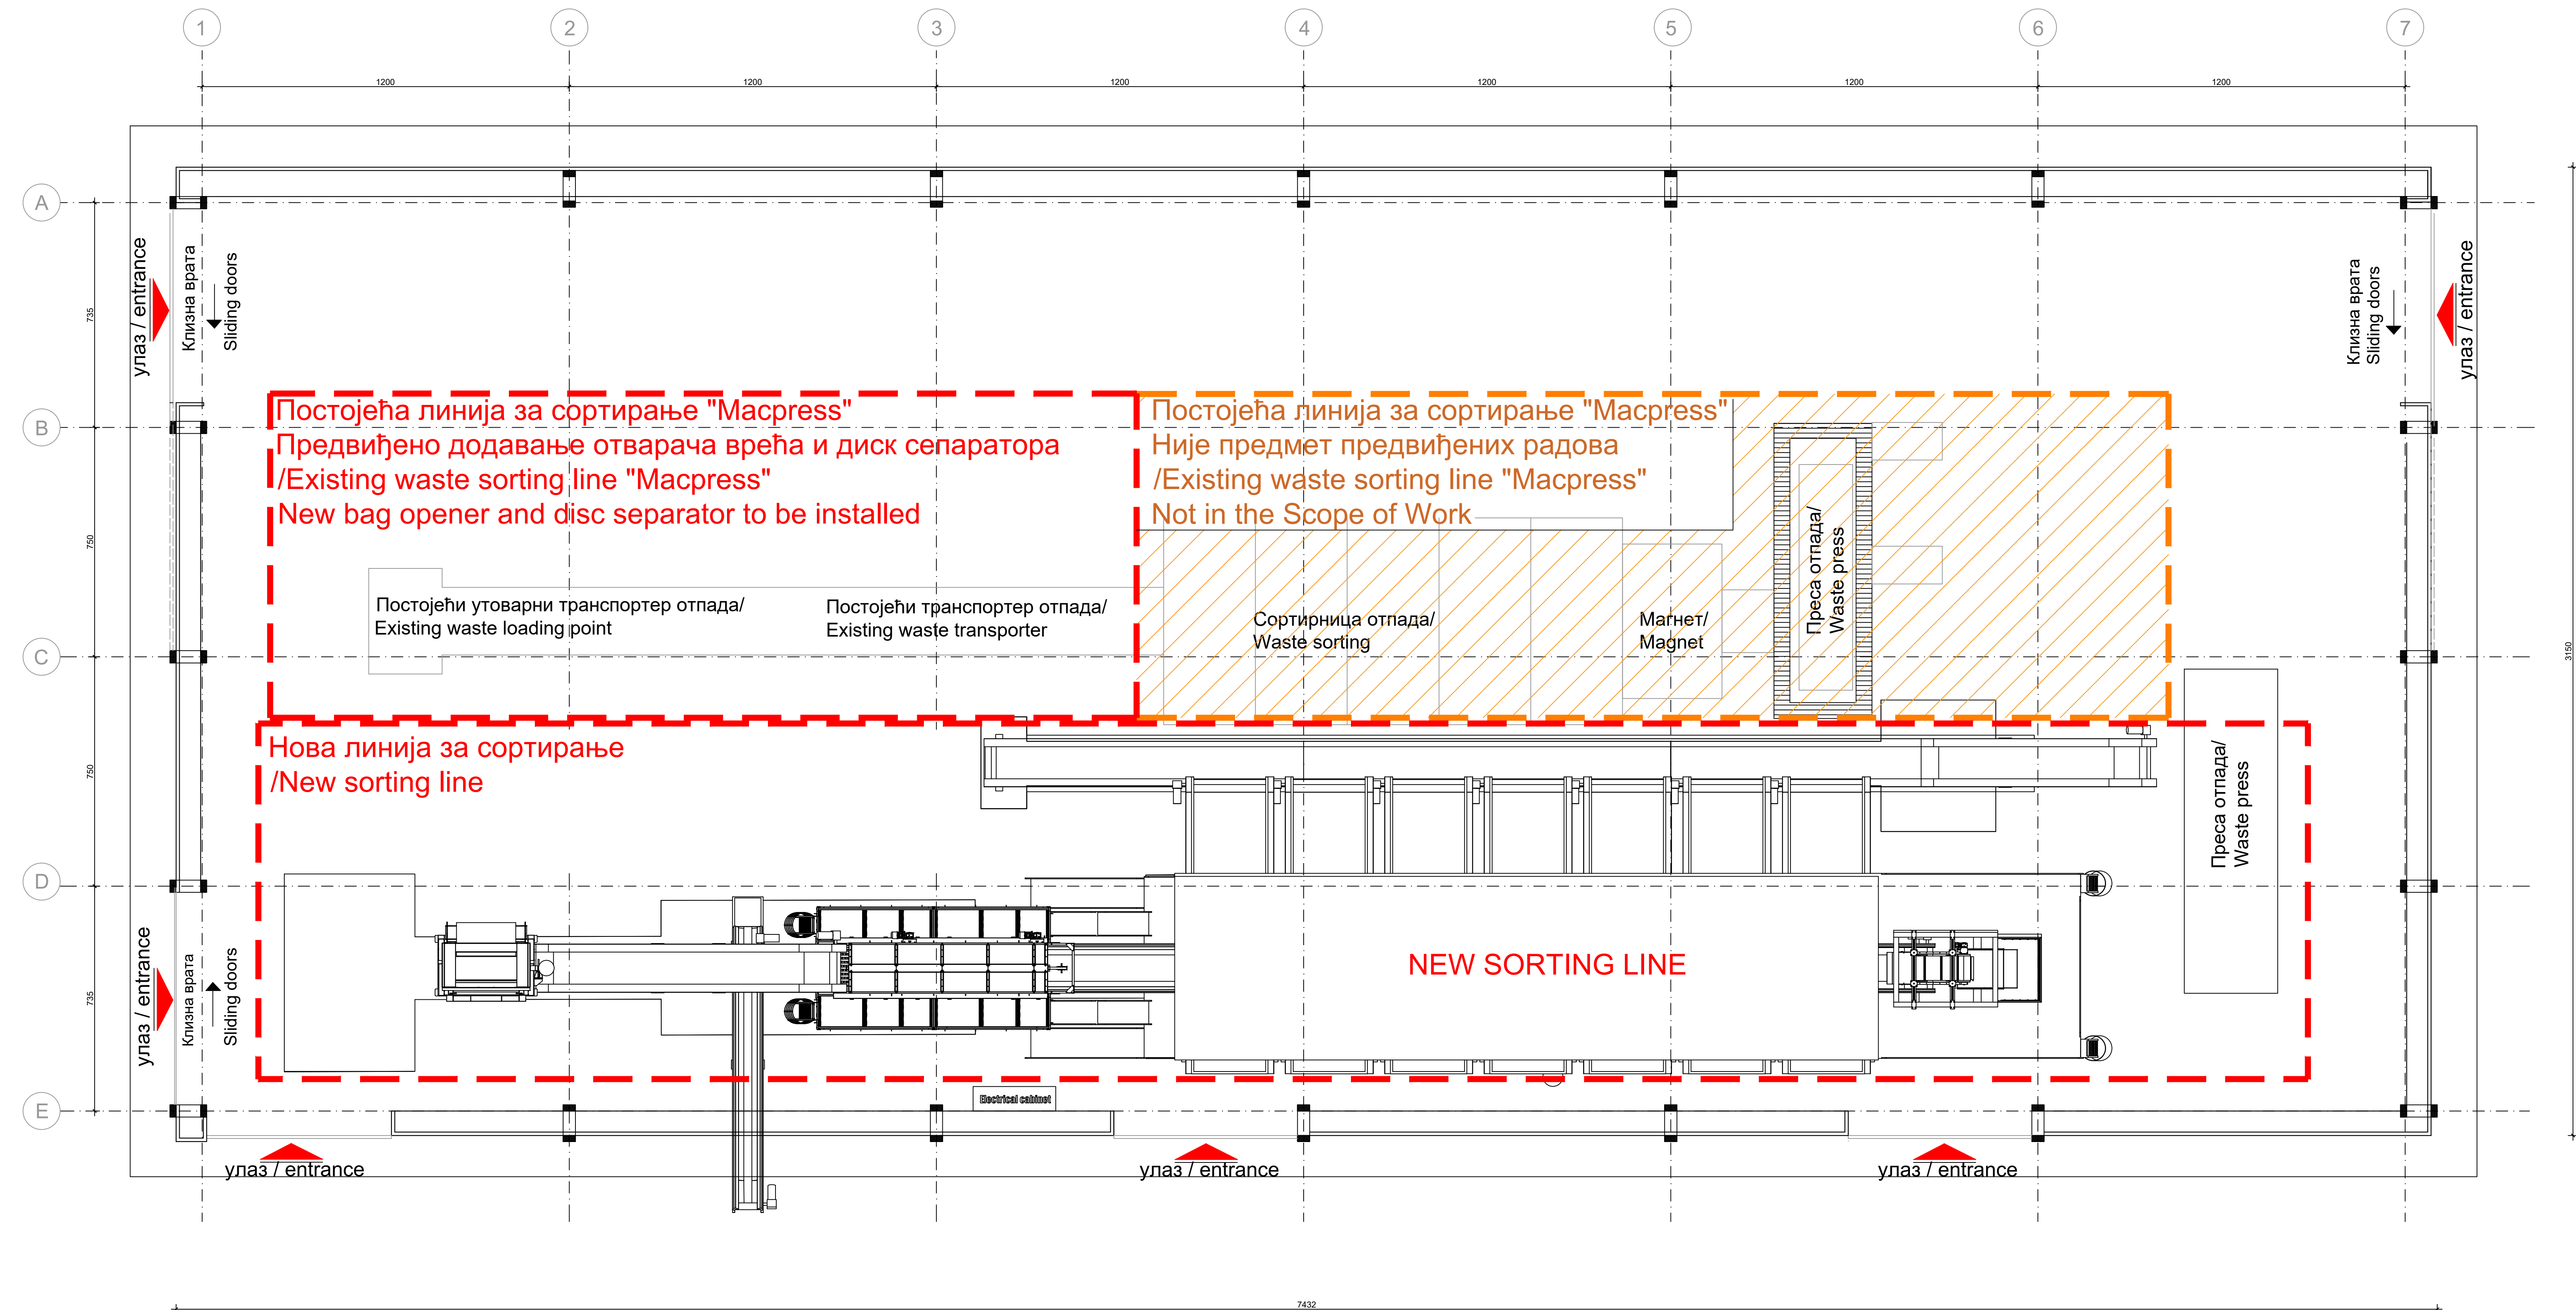 1 2 3 4 5 6 7
1200 1200 1200 1200 1200 1200
A
B
C
D
E
735
750
750
735
3150
улаз / entrance
Клизна врата
Sliding doors
Клизна врата
Sliding doors
улаз / entrance
Постојећа линија за сортирање "Macpress"
Предвиђено додавање отварача врећа и диск сепаратора
/Existing waste sorting line "Macpress"
New bag opener and disc separator to be installed
Постојећа линија за сортирање "Macpress"
Није предмет предвиђених радова
/Existing waste sorting line "Macpress"
Not in the Scope of Work
Постојећи утоварни транспортер отпада/
Existing waste loading point
Постојећи транспортер отпада/
Existing waste transporter
Сортирница отпада/
Waste sorting
Магнет/
Magnet
Преса отпада/
Waste press
Нова линија за сортирање
/New sorting line
Преса отпада/
Waste press
NEW SORTING LINE
улаз / entrance
Клизна врата
Sliding doors
Electrical cabinet
улаз / entrance
улаз / entrance
улаз / entrance
7432